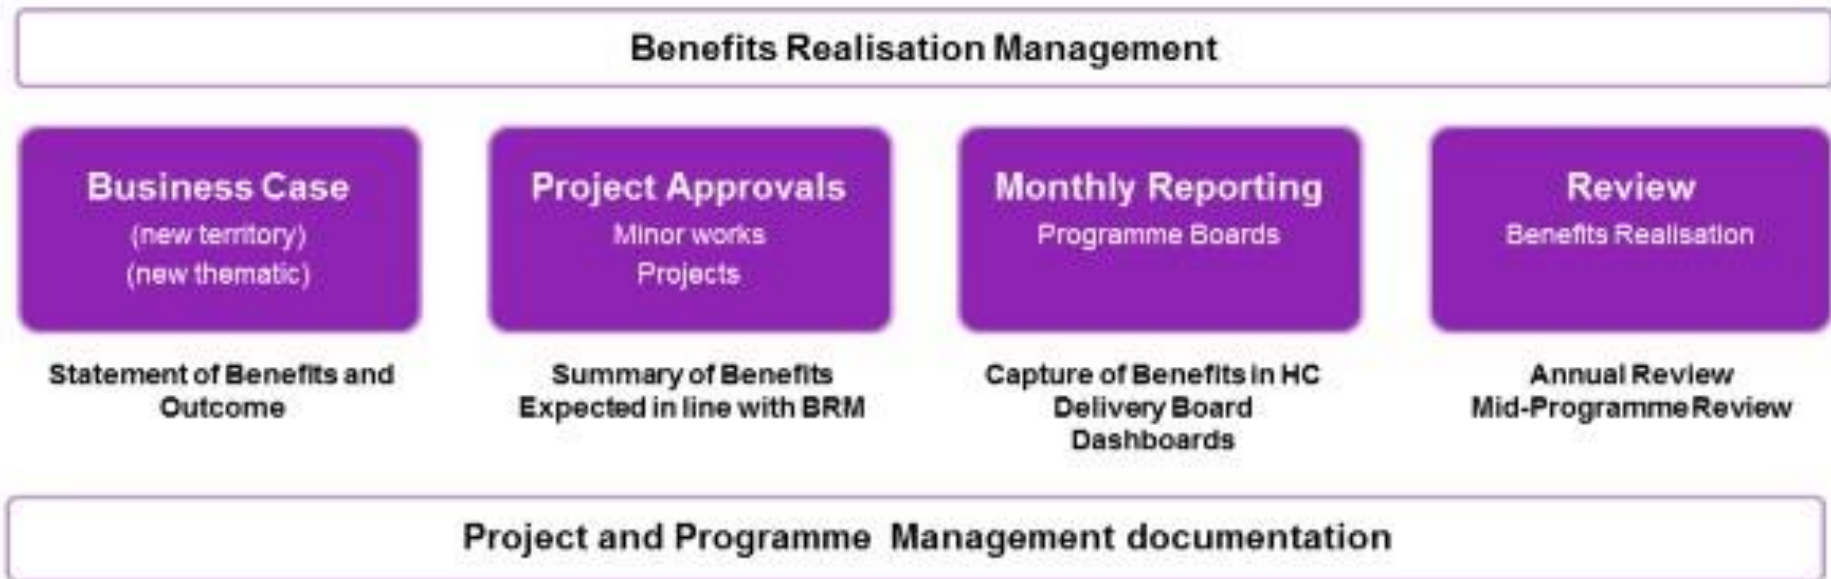 Benefits Realisation Management
Business Case
(new territory)
(new thematic)
Project Approvals
Minor works
Projects
Monthly Reporting
Programme Boards
Review
Benefits Realisation
Statement of Benefits and
Outcome
Summary of Benefits
Expected in line with BRM
Capture of Benefits in HC
Delivery Board
Dashboards
Annual Review
Mid-Programme Review
Project and Programme Management documentation